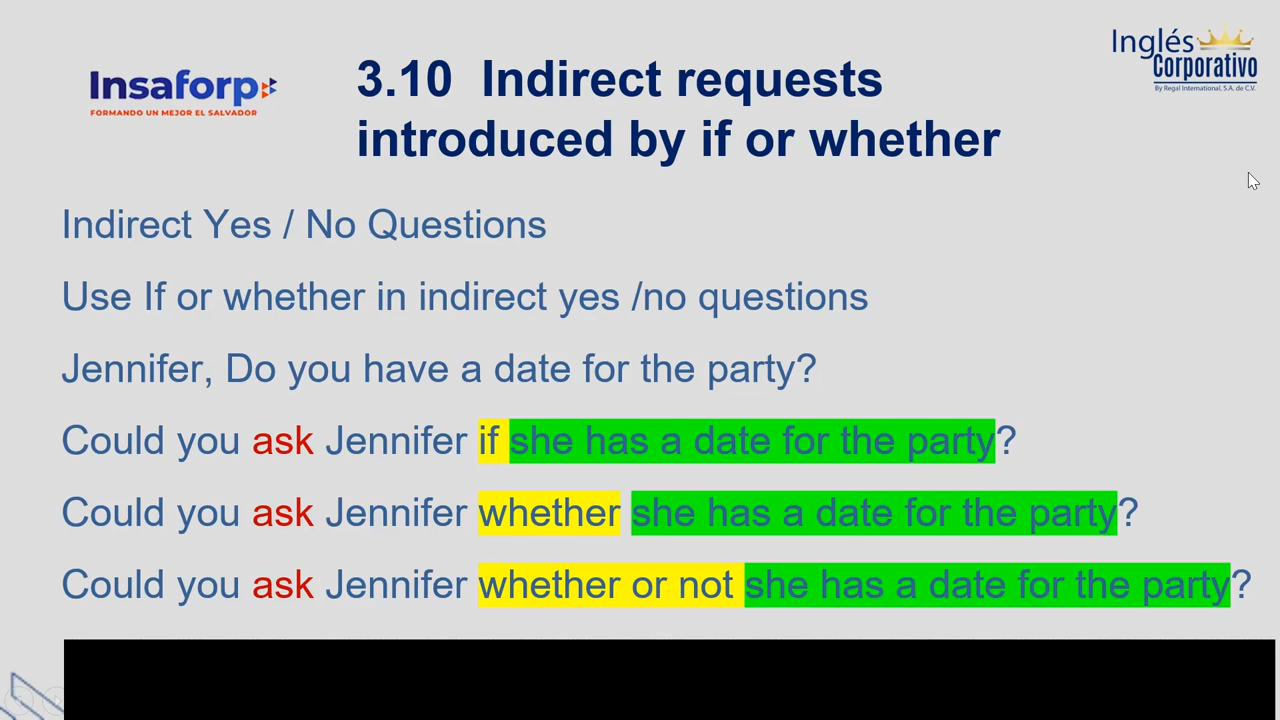 Insaforp
FORMANDO UN MEJOR EL SALVADOR
3.10 Indirect requests
introduced by if or whether
Inglés
Corporativo
By Regal International, S.A. de C.V.
Indirect Yes / No Questions
Use If or whether in indirect yes /no questions
Jennifer, Do you have a date for the party?
Could you ask Jennifer if she has a date for the party?
Could you ask Jennifer whether she has a date for the party?
Could you ask Jennifer whether or not she has a date for the party?